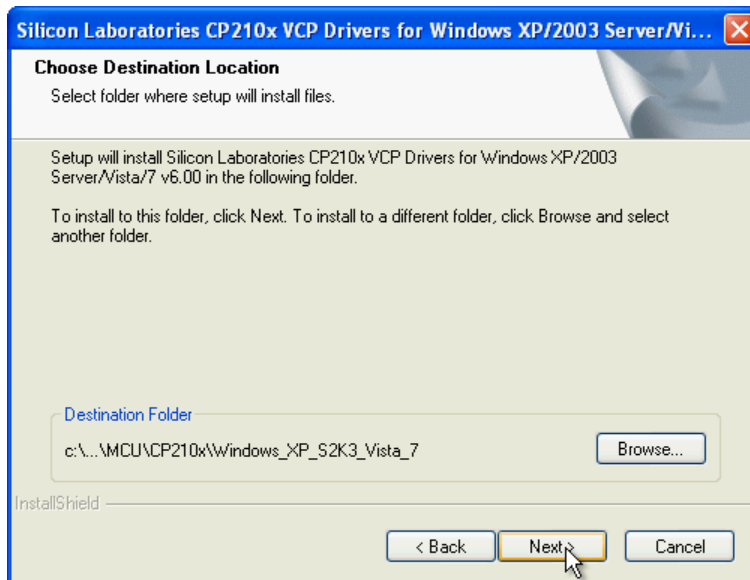 Silicon Laboratories CP210x VCP Drivers for Windows XP/2003 Server/Vi...
Choose Destination Location
Select folder where setup will install files.
Setup will install Silicon Laboratories CP210x VCP Drivers for Windows XP/2003
Server/Vista/7 v6.00 in the following folder.
To install to this folder, click Next. To install to a different folder, click Browse and select
another folder.
Destination Folder
c:\...\MCU\CP210x\Windows_XP_S2K3_Vista_7
Browse...
InstallShield
< Back
Next >
Cancel